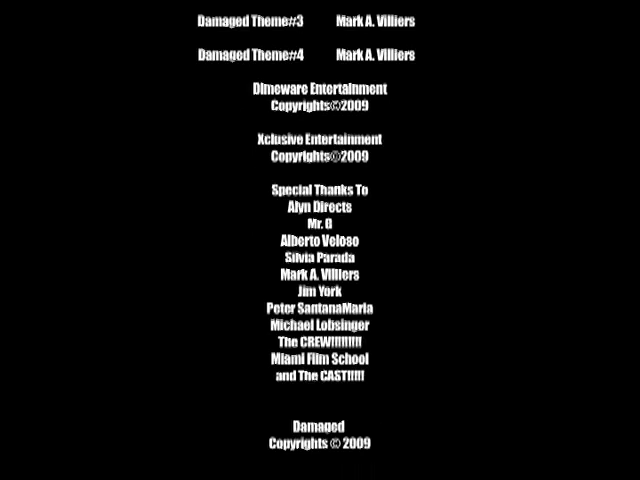 Damaged Theme#3 Mark A. Villiers
Damaged Theme#4 Mark A. Villiers
Dimeware Entertainment
Copyrights©2009
Xclusive Entertainment
Copyrights©2009
Special Thanks To
Alyn Directs
Mr. G
Alberto Veloso
Silvia Parada
Mark A. Villiers
Jim York
Peter SantanaMaria
Michael Lobsinger
The CREW!!!!!!!!!
Miami Film School
and The CAST!!!!!
Damaged
Copyrights © 2009